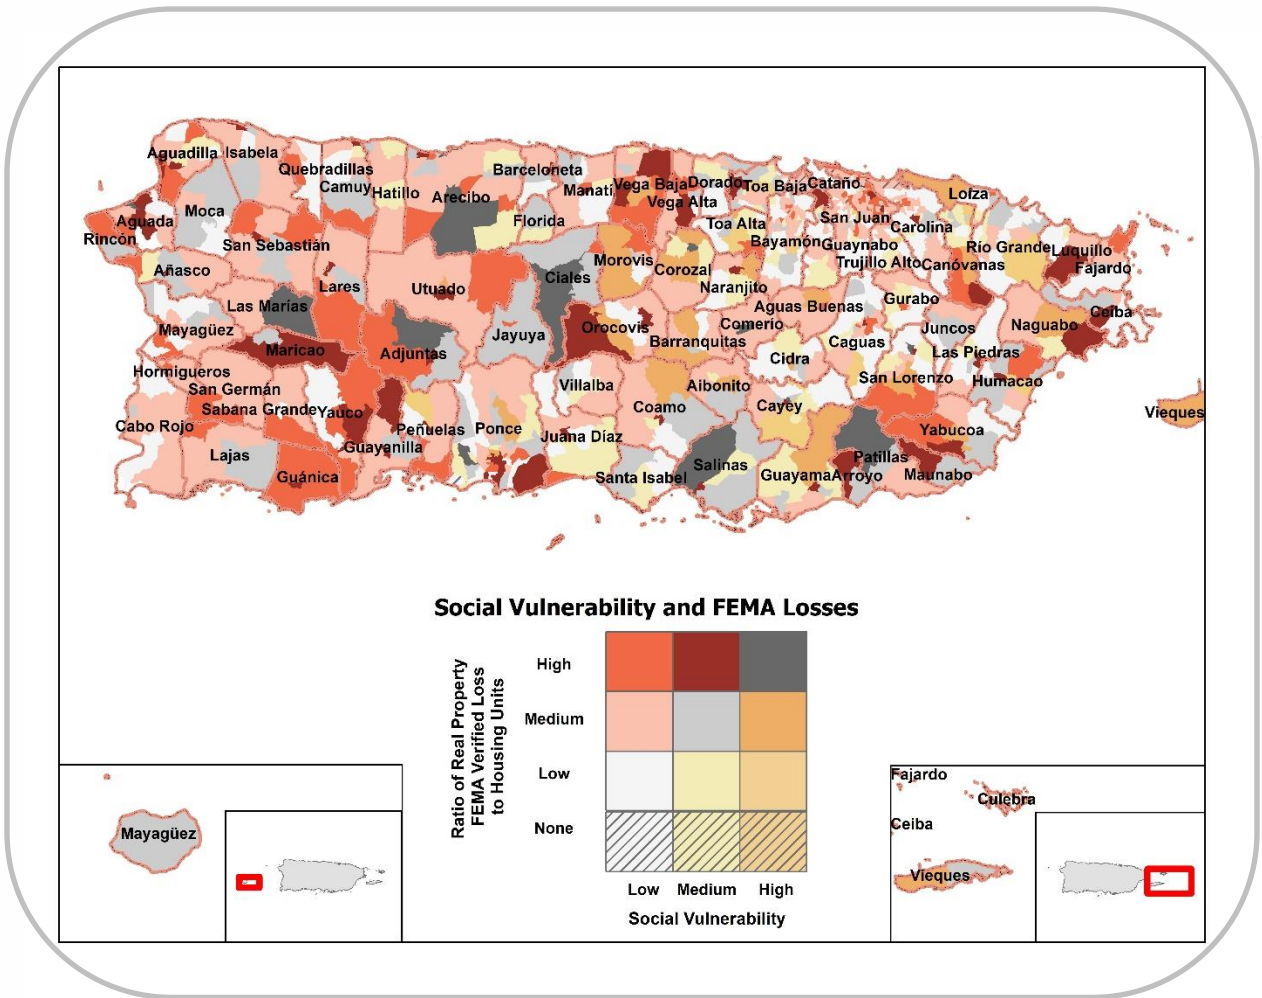 Aguadilla
Isabela
Quebradillas
Camuy
Hatillo
Arecibo
Barceloneta
Manatí
Vega Baja
Dorado
Toa Baja
Cataño
Vega Alta
Loíza
Aguada
Moca
Rincón
San Sebastián
Florida
Toa Alta
San Juan
Carolina
Bayamón
Guaynabo
Río Grande
Luquillo
Trujillo Alto
Canóvanas
Fajardo
Añasco
Lares
Utuado
Ciales
Morovis
Corozal
Naranjito
Las Marías
Aguas Buenas
Gurabo
Ceiba
Mayagüez
Jayuya
Orocovis
Comerio
Juncos
Naguabo
Maricao
Adjuntas
Barranquitas
Cidra
Caguas
Las Piedras
Hormigueros
San Germán
Villalba
Aibonito
San Lorenzo
Humacao
Sabana Grande
Yauco
Coamo
Cayey
Vieques
Cabo Rojo
Peñuelas
Ponce
Juana Díaz
Yabucoa
Guayanilla
Lajas
Patillas
Guánica
Santa Isabel
Salinas
Guayama
Arroyo
Maunabo
Social Vulnerability and FEMA Losses
Ratio of Real Property
FEMA Verified Loss
to Housing Units
High
Medium
Low
None
Low
Medium
High
Social Vulnerability
Mayagüez
Fajardo
Culebra
Ceiba
Vieques